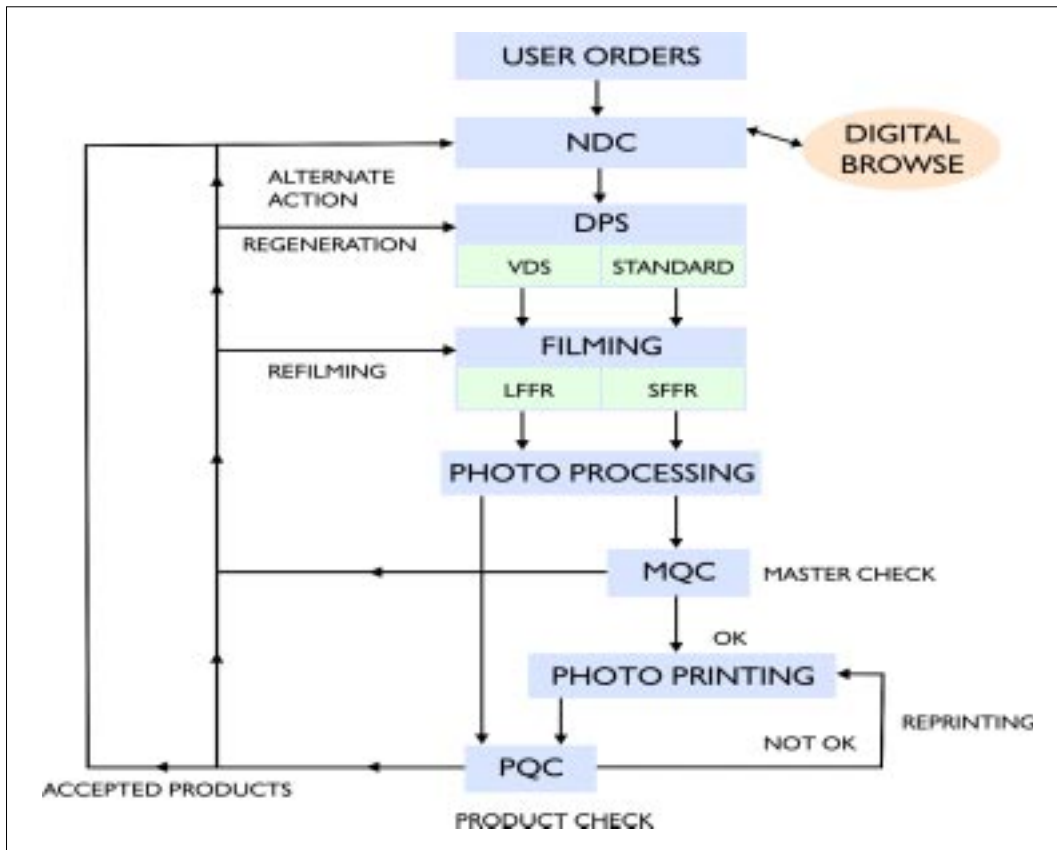 USER ORDERS
NDC
DIGITAL
BROWSE
ALTERNATE
ACTION
DPS
REGENERATION
VDS
STANDARD
FILMING
REFILMING
LFFR
SFFR
PHOTO PROCESSING
MQC
MASTER CHECK
OK
PHOTO PRINTING
REPRINTING
NOT OK
PQC
ACCEPTED PRODUCTS
PRODUCT CHECK